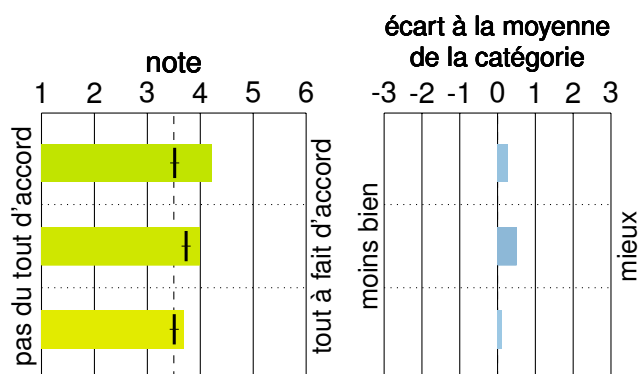 note
1 2 3 4 5 6
pas du tout d'accord
tout à fait d'accord
écart à la moyenne
de la catégorie
-3 -2 -1 0 1 2 3
moins bien
mieux